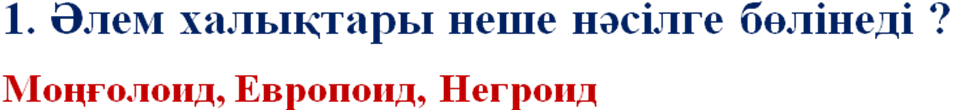 1. Әлем халықтары неше нәсілге бөлінеді ?
Моңғолоид, Европоид, Негроид